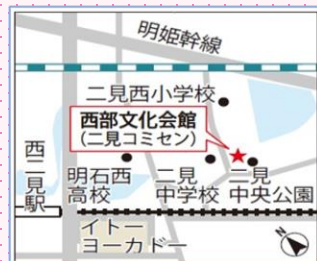 明姫幹線
二見西小学校
西部文化会館
(二見コミセン)
西二見駅
明石西
高校
二見
中学校
二見
中央公園
イトー
ヨーカドー
N